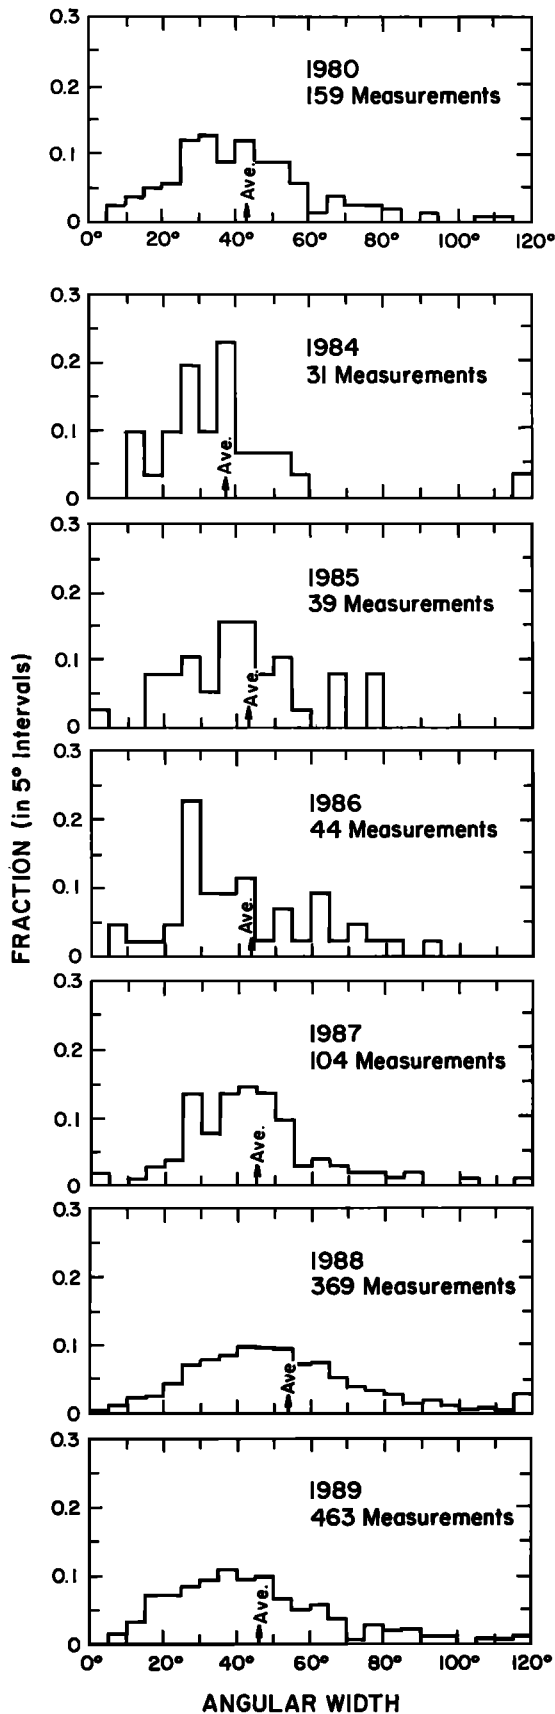 0.3
1980
159 Measurements
0.2
0.1
Ave.
0
0° 20° 40° 60° 80° 100° 120°
0.3
1984
31 Measurements
0.2
0.1
Ave.
0
0.3
1985
39 Measurements
0.2
0.1
Ave.
0
0.3
1986
44 Measurements
0.2
0.1
Ave.
0
0.3
1987
104 Measurements
0.2
0.1
Ave.
0
0.3
1988
369 Measurements
0.2
0.1
Ave.
0
0.3
1989
463 Measurements
0.2
0.1
Ave.
0
0° 20° 40° 60° 80° 100° 120°
FRACTION (in 5° Intervals)
ANGULAR WIDTH